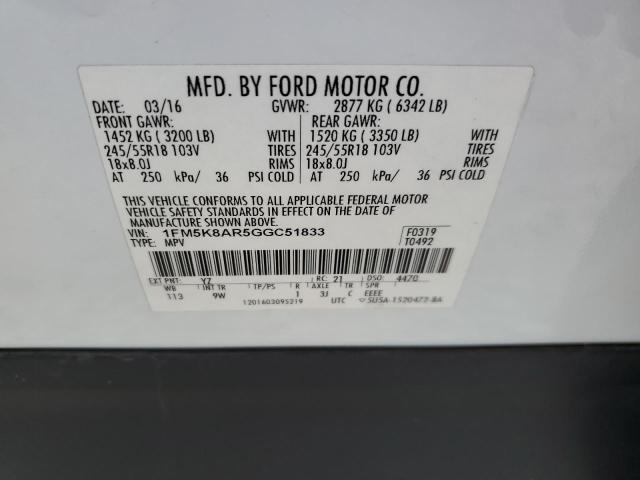 MFD. BY FORD MOTOR CO.
DATE: 03/16 GVWR: 2877 KG ( 6342 LB)
FRONT GAWR: REAR GAWR:
1452 KG ( 3200 LB) WITH 1520 KG ( 3350 LB) WITH
245/55R18 103V TIRES 245/55R18 103V TIRES
18x8.0J RIMS 18x8.0J RIMS
AT 250 kPa/ 36 PSI COLD AT 250 kPa/ 36 PSI COLD
THIS VEHICLE CONFORMS TO ALL APPLICABLE FEDERAL MOTOR
VEHICLE SAFETY STANDARDS IN EFFECT ON THE DATE OF
MANUFACTURE SHOWN ABOVE.
VIN: 1FM5K8AR5GGC51833 F0319
TYPE: MPV T0492
EXT PNT: YZ RC: 21 DSO: 4470
WB INT TR TP/PS R AXLE TR SPR
113 9W 1 3J C EEEE
1201603095219 UTC 5U5A-1520472-BA